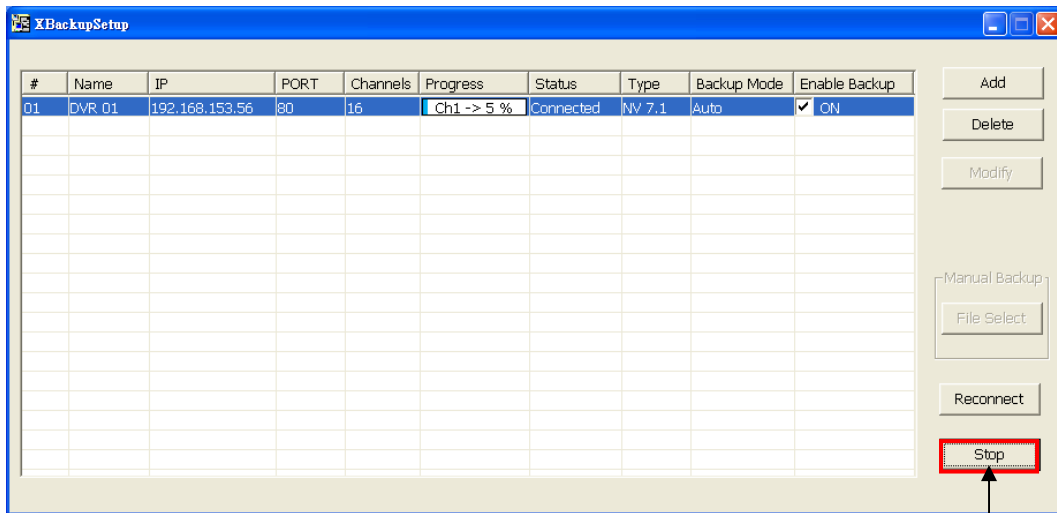 XBackupSetup
# Name IP PORT Channels Progress Status Type Backup Mode Enable Backup
01 DVR 01 192.168.153.56 80 16 Ch1 -> 5 % Connected NV 7.1 Auto ON
Add
Delete
Modify
Manual Backup
File Select
Reconnect
Stop